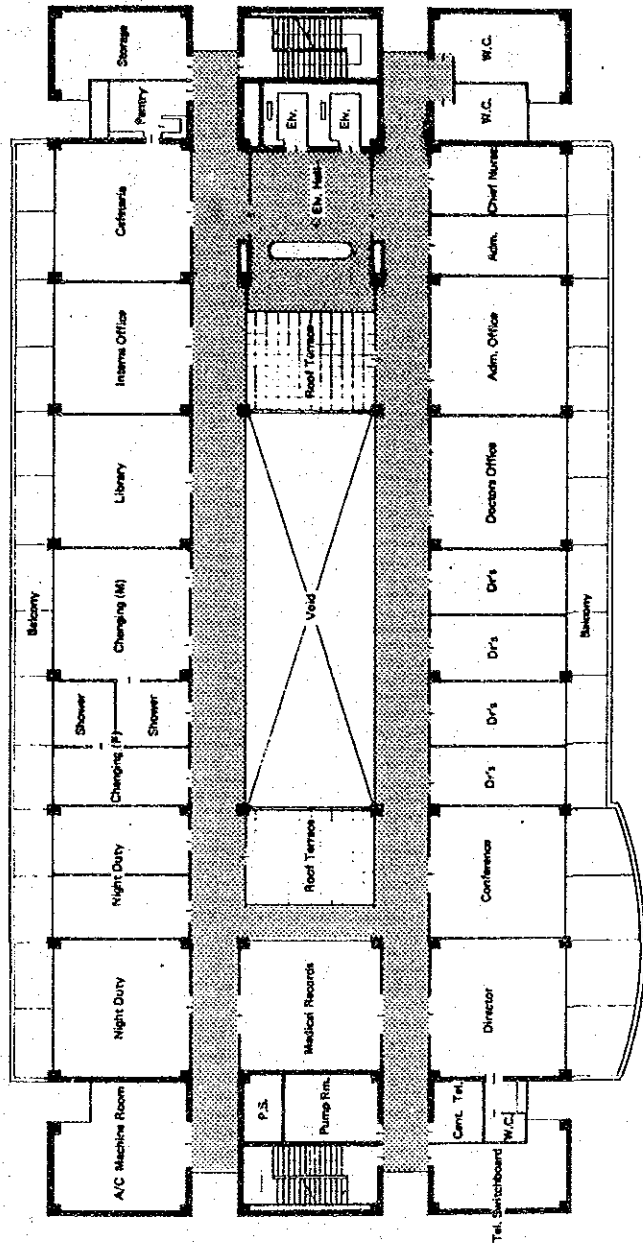 Storage
Pantry
Cafeteria
Interns Office
Library
Changing (M)
Shower
Shower
Changing (F)
Night Duty
Night Duty
A/C Machine Room
Balcony
Elv.
Elv.
Elv. Hall
Roof Terrace
Void
Roof Terrace
Medical Records
P.S.
Pump Rm.
W.C.
W.C.
Chief Nurse
Adm.
Adm. Office
Doctors Office
Dr's
Dr's
Dr's
Dr's
Conference
Director
Cent. Tel.
W.C.
Tel. Switchboard
Balcony